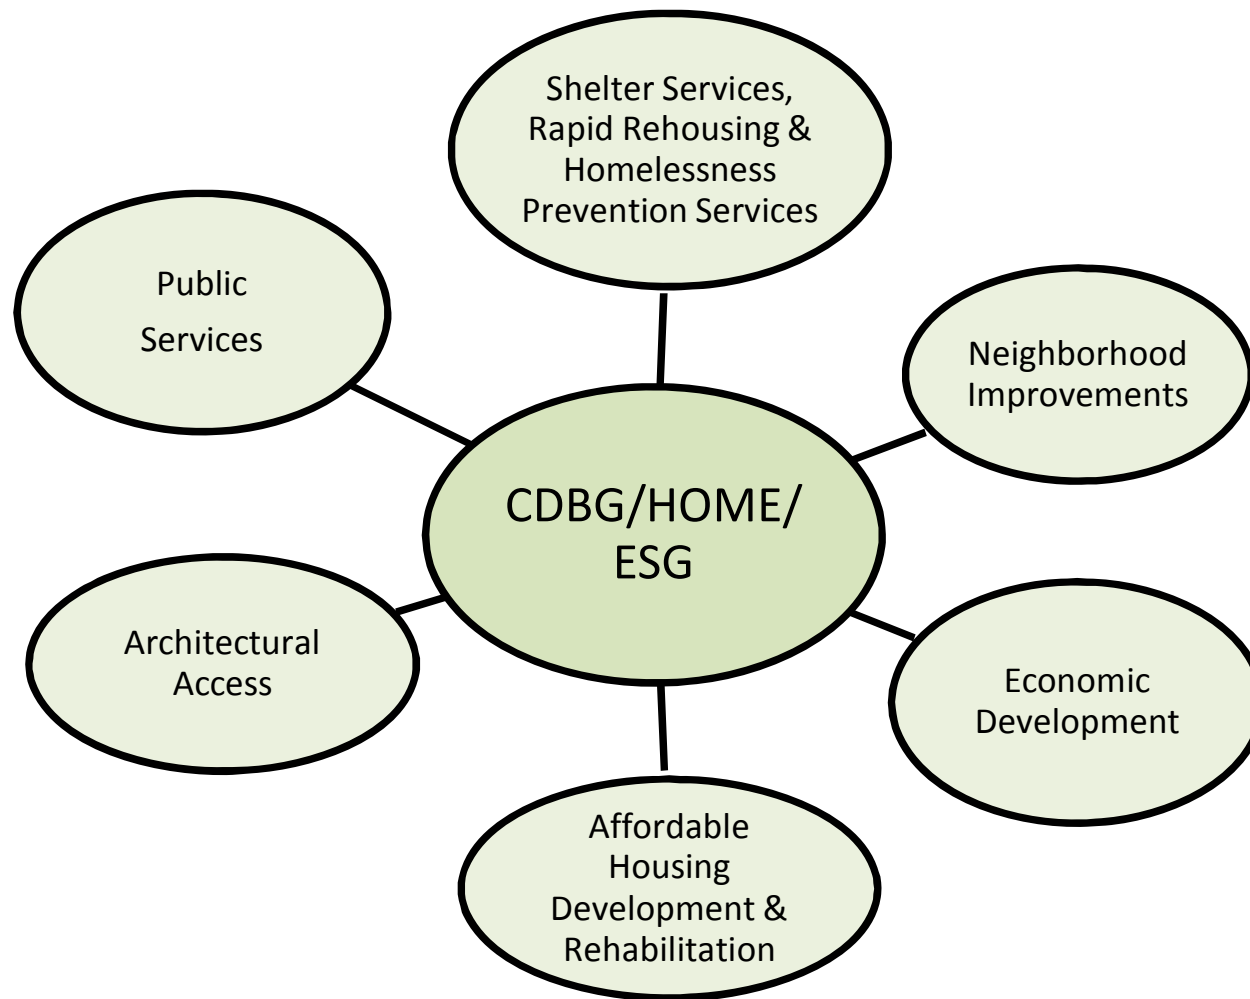 Shelter Services,
Rapid Rehousing &
Homelessness
Prevention Services
Public
Services
Neighborhood
Improvements
CDBG/HOME/
ESG
Architectural
Access
Economic
Development
Affordable
Housing
Development &
Rehabilitation